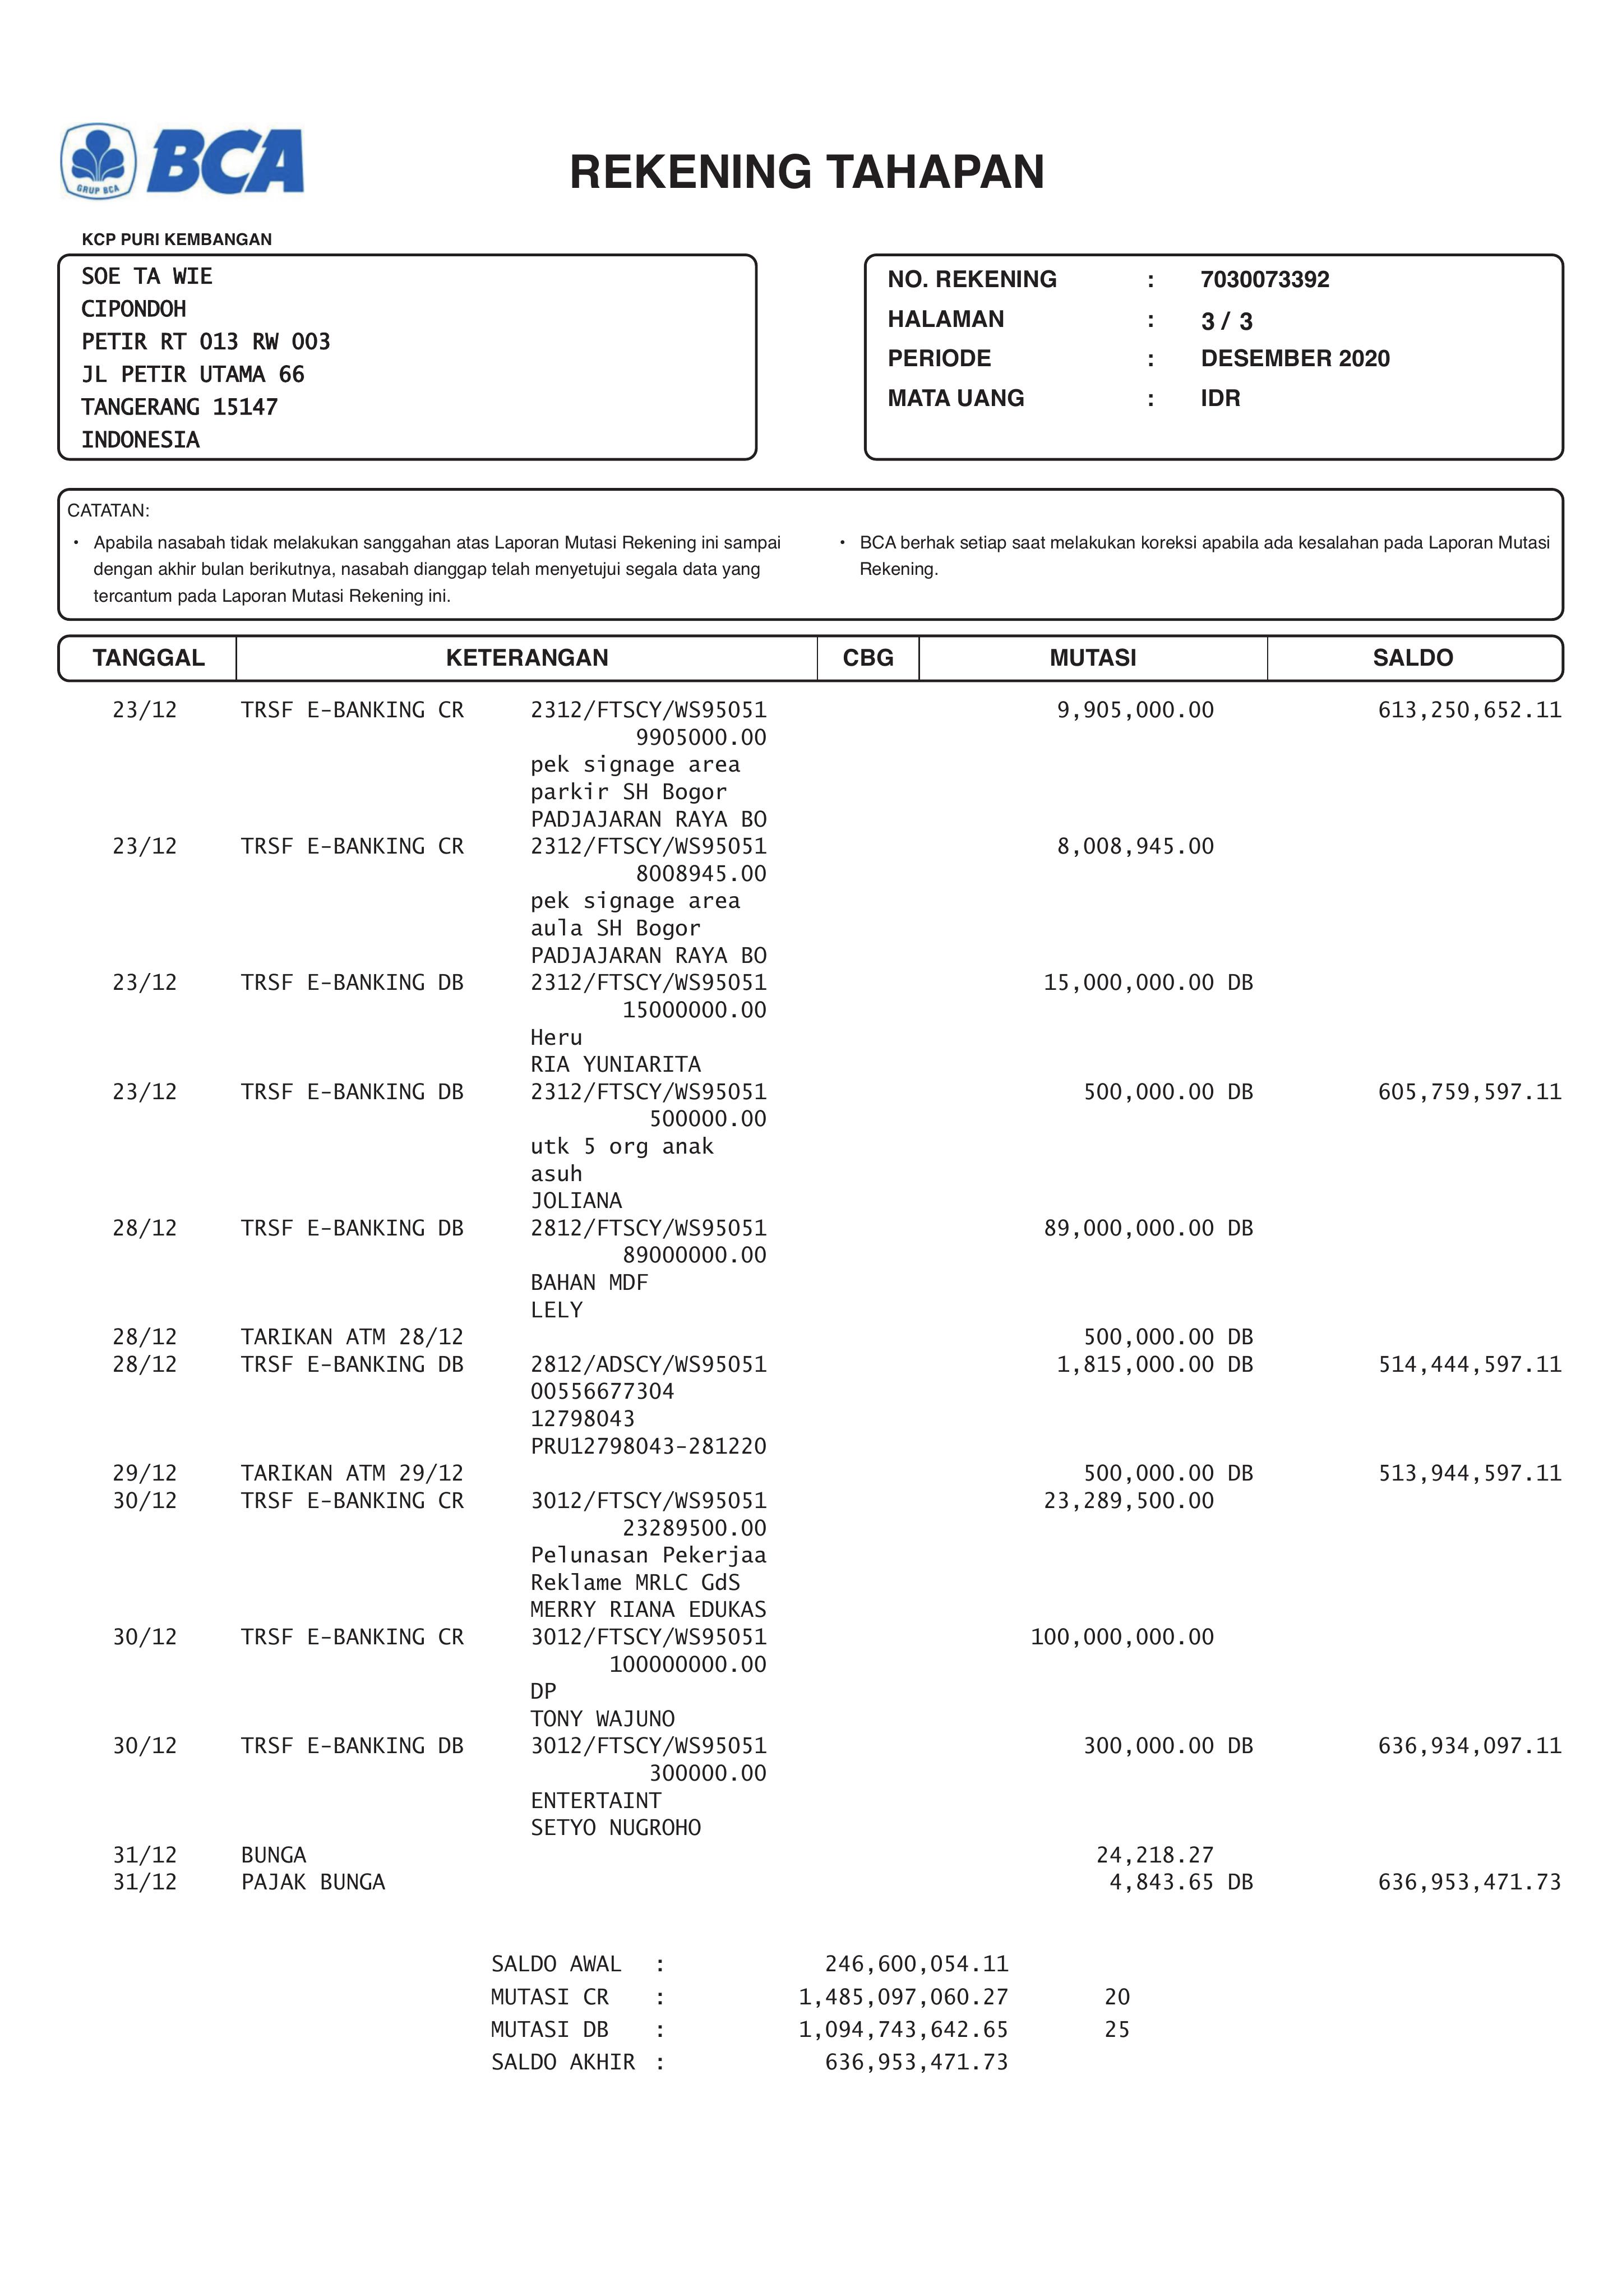 GRUP BCA
BCA
REKENING TAHAPAN
KCP PURI KEMBANGAN
SOE TA WIE
CIPONDOH
PETIR RT 013 RW 003
JL PETIR UTAMA 66
TANGERANG 15147
INDONESIA
NO. REKENING : 7030073392
HALAMAN : 3 / 3
PERIODE : DESEMBER 2020
MATA UANG : IDR
CATATAN:
• Apabila nasabah tidak melakukan sanggahan atas Laporan Mutasi Rekening ini sampai
dengan akhir bulan berikutnya, nasabah dianggap telah menyetujui segala data yang
tercantum pada Laporan Mutasi Rekening ini.
• BCA berhak setiap saat melakukan koreksi apabila ada kesalahan pada Laporan Mutasi
Rekening.
TANGGAL KETERANGAN CBG MUTASI SALDO
23/12 TRSF E-BANKING CR 2312/FTSCY/WS95051 9,905,000.00 613,250,652.11
9905000.00
pek signage area
parkir SH Bogor
PADJAJARAN RAYA BO
23/12 TRSF E-BANKING CR 2312/FTSCY/WS95051 8,008,945.00
8008945.00
pek signage area
aula SH Bogor
PADJAJARAN RAYA BO
23/12 TRSF E-BANKING DB 2312/FTSCY/WS95051 15,000,000.00 DB
15000000.00
Heru
RIA YUNIARITA
23/12 TRSF E-BANKING DB 2312/FTSCY/WS95051 500,000.00 DB 605,759,597.11
500000.00
utk 5 org anak
asuh
JOLIANA
28/12 TRSF E-BANKING DB 2812/FTSCY/WS95051 89,000,000.00 DB
89000000.00
BAHAN MDF
LELY
28/12 TARIKAN ATM 28/12 500,000.00 DB
28/12 TRSF E-BANKING DB 2812/ADSCY/WS95051 1,815,000.00 DB 514,444,597.11
00556677304
12798043
PRU12798043-281220
29/12 TARIKAN ATM 29/12 500,000.00 DB 513,944,597.11
30/12 TRSF E-BANKING CR 3012/FTSCY/WS95051 23,289,500.00
23289500.00
Pelunasan Pekerjaa
Reklame MRLC GdS
MERRY RIANA EDUKAS
30/12 TRSF E-BANKING CR 3012/FTSCY/WS95051 100,000,000.00
100000000.00
DP
TONY WAJUNO
30/12 TRSF E-BANKING DB 3012/FTSCY/WS95051 300,000.00 DB 636,934,097.11
300000.00
ENTERTAINT
SETYO NUGROHO
31/12 BUNGA 24,218.27
31/12 PAJAK BUNGA 4,843.65 DB 636,953,471.73
SALDO AWAL : 246,600,054.11
MUTASI CR : 1,485,097,060.27 20
MUTASI DB : 1,094,743,642.65 25
SALDO AKHIR : 636,953,471.73